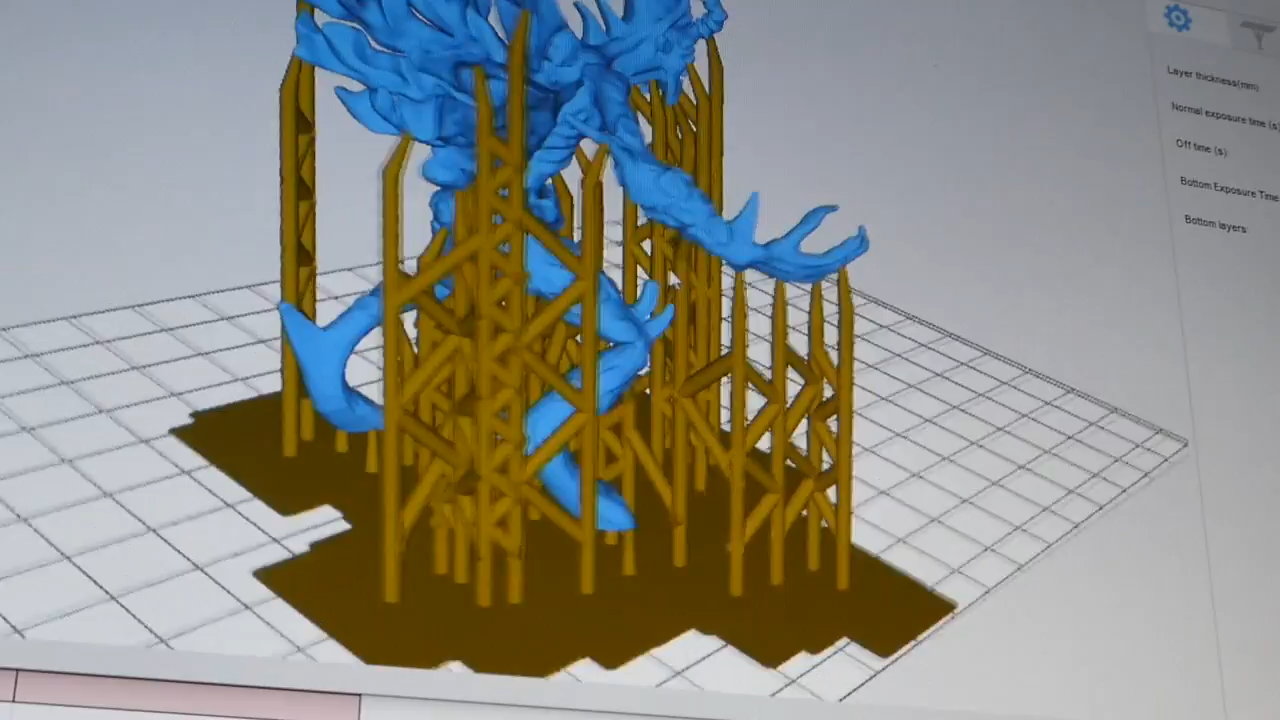 Layer thickness(mm)
Normal exposure time (s)
Off time (s)
Bottom Exposure Time
Bottom layers